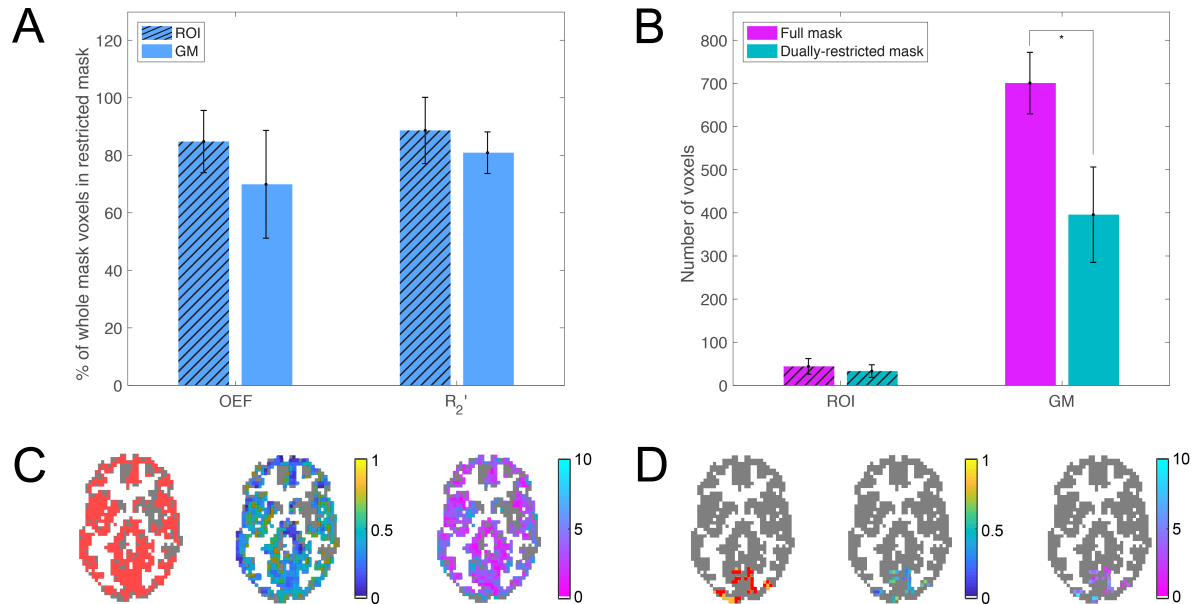 A
% of whole mask voxels in restricted mask
120
100
80
60
40
20
0
ROI
GM
OEF
R2'
B
Number of voxels
800
700
600
500
400
300
200
100
0
Full mask
Dually-restricted mask
*
ROI
GM
C
1
0.5
0
10
5
0
D
1
0.5
0
10
5
0